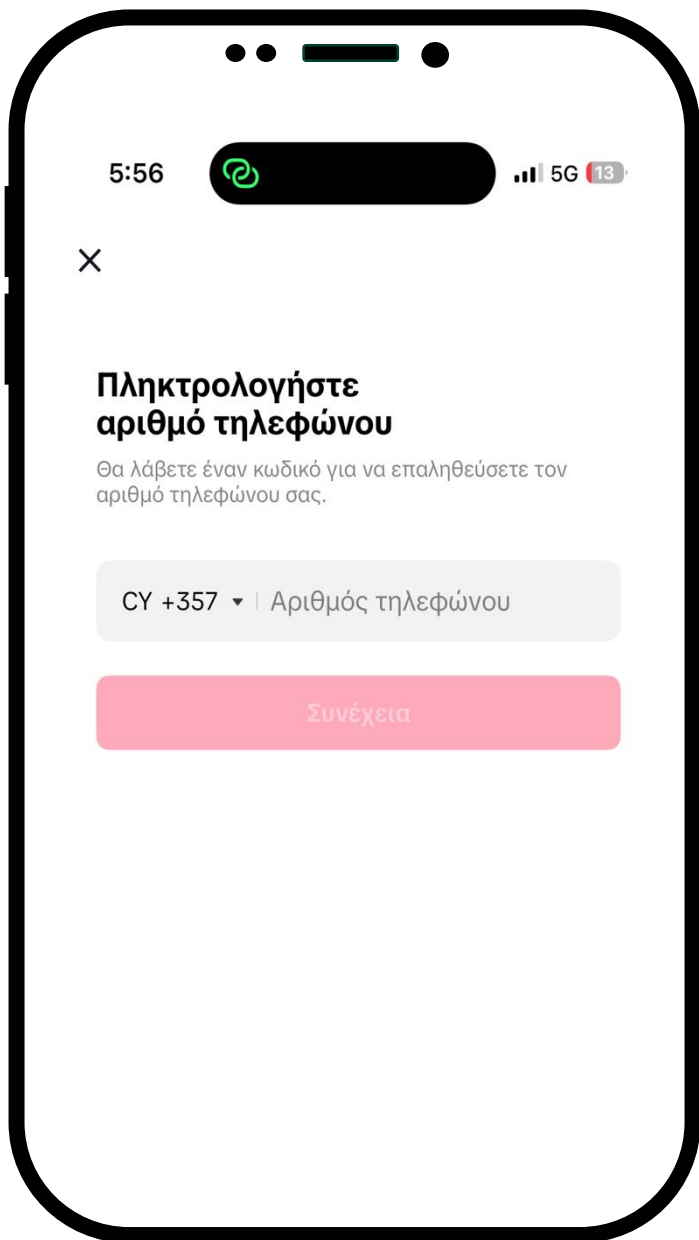 5:56
5G 13
Πληκτρολογήστε
αριθμό τηλεφώνου
Θα λάβετε έναν κωδικό για να επαληθεύσετε τον
αριθμό τηλεφώνου σας.
CY +357 Αριθμός τηλεφώνου
Συνέχεια